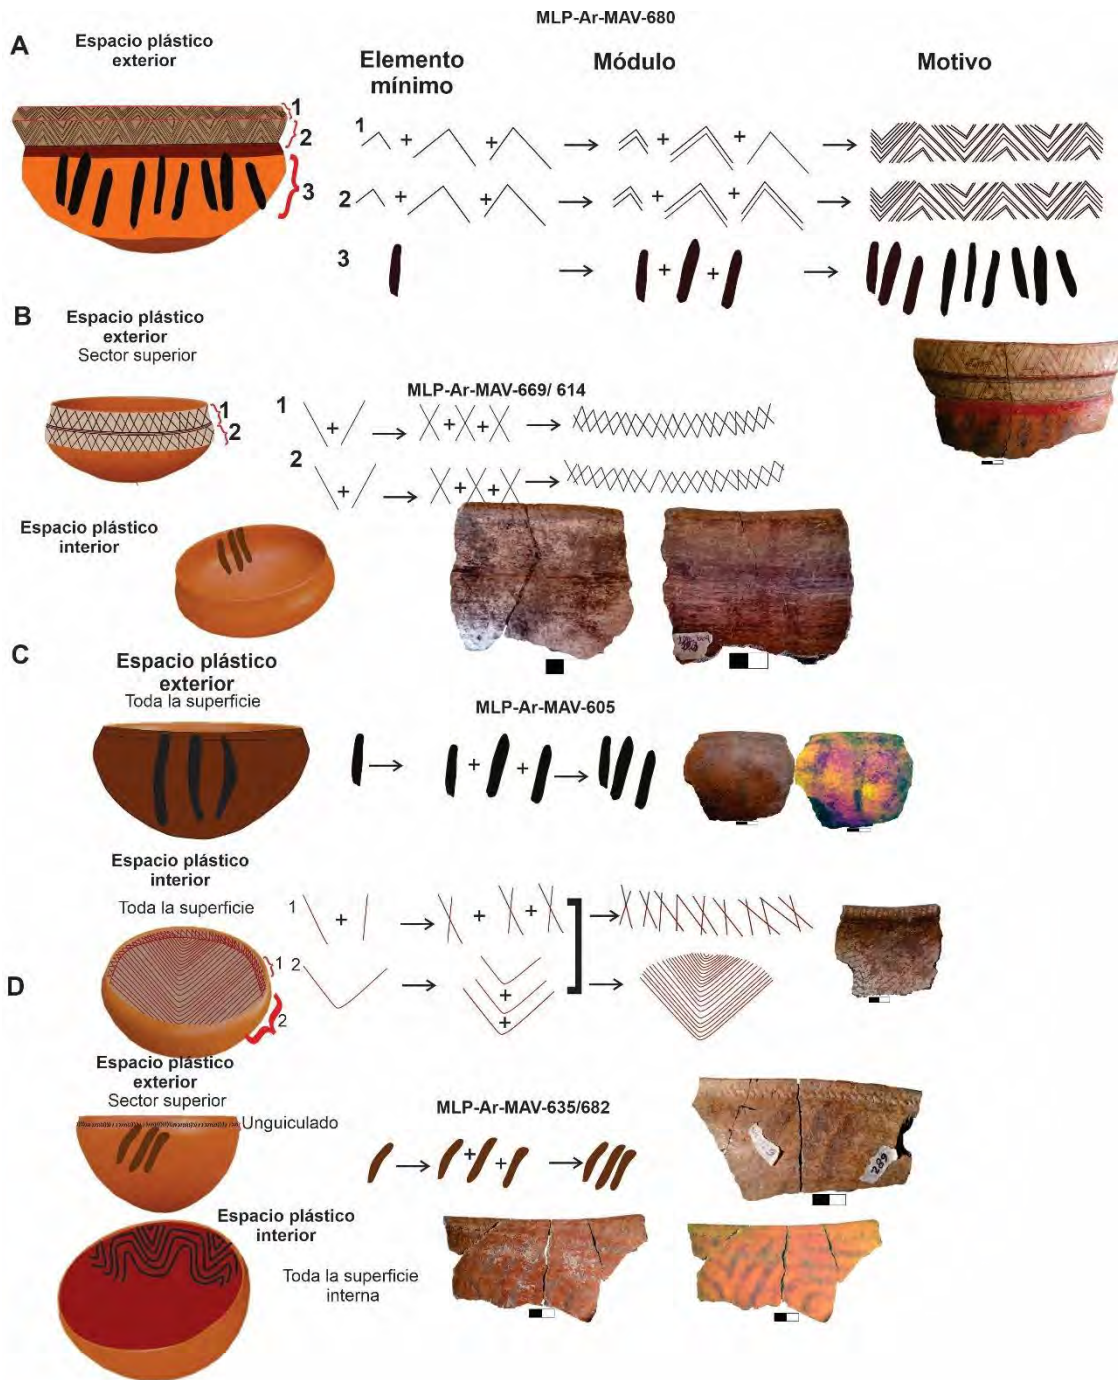 MLP-Ar-MAV-680
A
Espacio plástico
exterior
Elemento
mínimo
Módulo
Motivo
1
2
3
1
+
+
+
+
2
+
+
+
+
3
+
+
B
Espacio plástico
exterior
Sector superior
1
2
MLP-Ar-MAV-669/ 614
1
+
+
+
2
+
+
+
Espacio plástico
interior
C
Espacio plástico
exterior
Toda la superficie
MLP-Ar-MAV-605
+
+
Espacio plástico
interior
Toda la superficie
1
+
+
+
2
+
+
1
2
D
Espacio plástico
exterior
Sector superior
Unguiculado
MLP-Ar-MAV-635/682
+
+
289
Espacio plástico
interior
Toda la superficie
interna